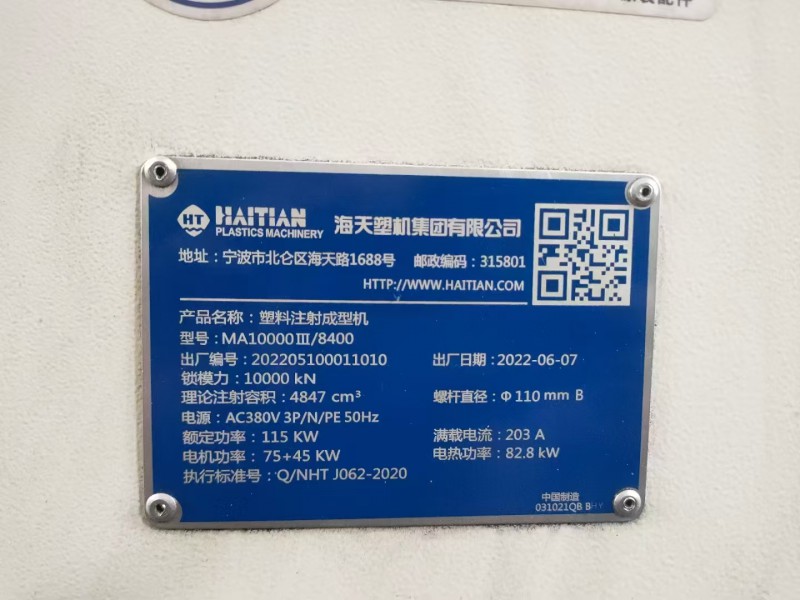 HT HAITIAN PLASTICS MACHINERY 海天塑机集团有限公司
地址：宁波市北仑区海天路1688号 邮政编码：315801
HTTP://WWW.HAITIAN.COM
产品名称：塑料注射成型机
型号：MA10000Ⅲ/8400
出厂编号：202205100011010 出厂日期：2022-06-07
锁模力：10000 kN
理论注射容积：4847 cm³ 螺杆直径：Φ110 mm B
电源：AC380V 3P/N/PE 50Hz
额定功率：115 KW 满载电流：203 A
电机功率：75+45 KW 电热功率：82.8 kW
执行标准号：Q/NHT J062-2020
中国制造
031021QB BHY